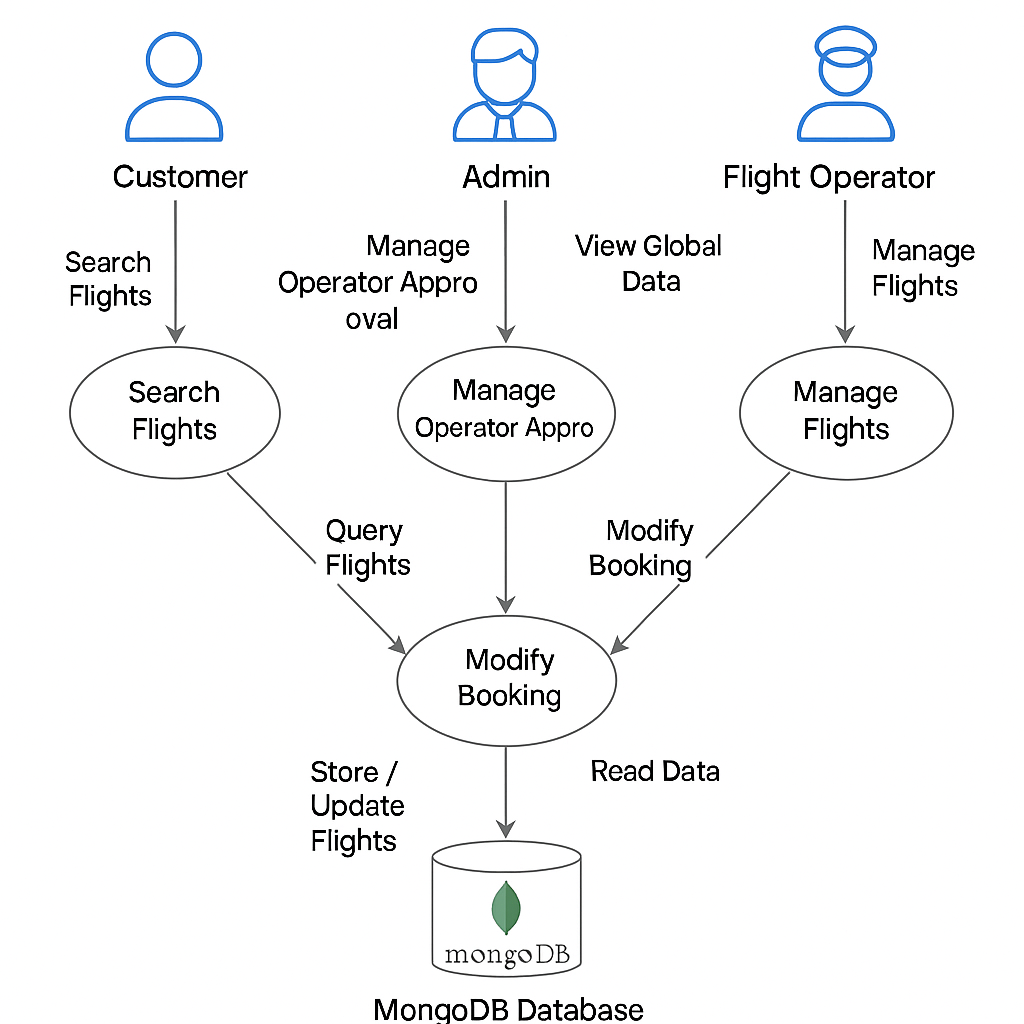 Customer
Admin
Flight Operator
Search
Flights
Manage
Operator Appro
oval
View Global
Data
Manage
Flights
Search
Flights
Manage
Operator Appro
Manage
Flights
Query
Flights
Modify
Booking
Modify
Booking
Store /
Update
Flights
Read Data
mongoDB
MongoDB Database